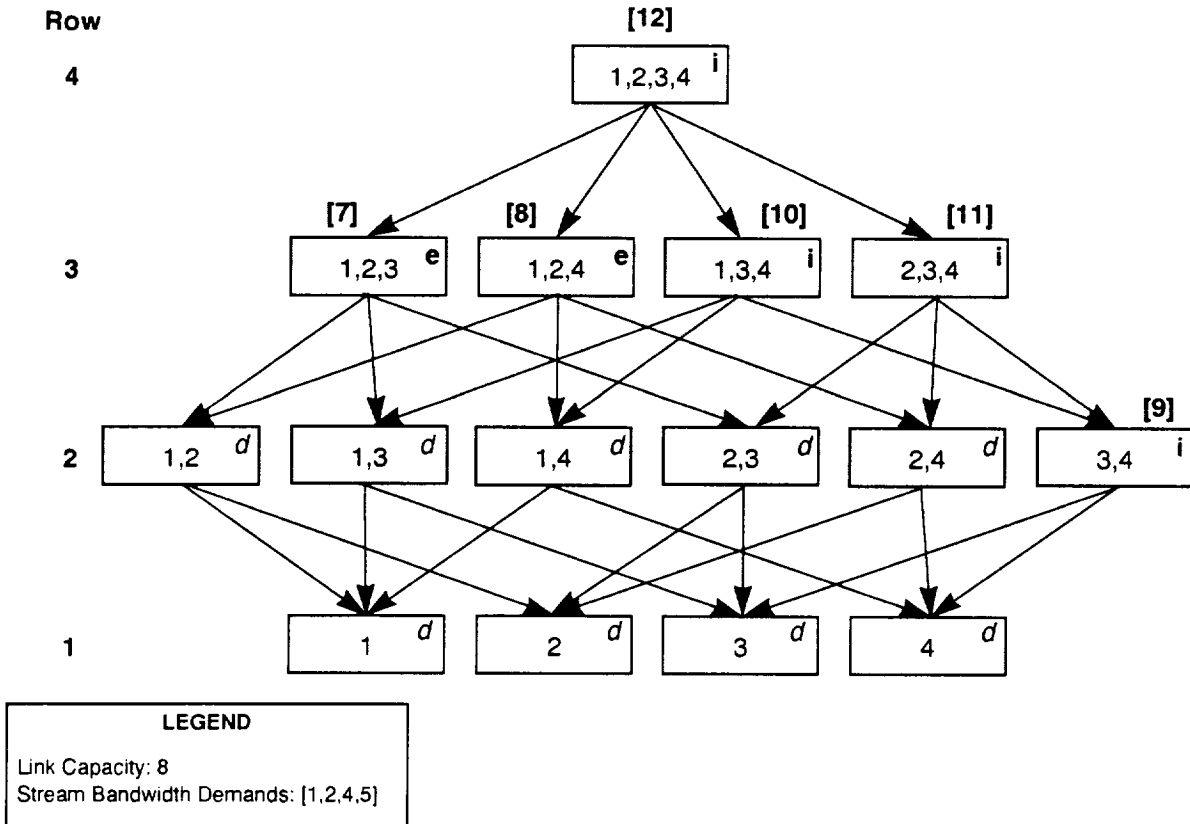 Row
[12]
4
1,2,3,4 i
[7] [8] [10] [11]
3
1,2,3 e 1,2,4 e 1,3,4 i 2,3,4 i
[9]
2
1,2 d 1,3 d 1,4 d 2,3 d 2,4 d 3,4 i
1
1 d 2 d 3 d 4 d
LEGEND
Link Capacity: 8
Stream Bandwidth Demands: [1,2,4,5]